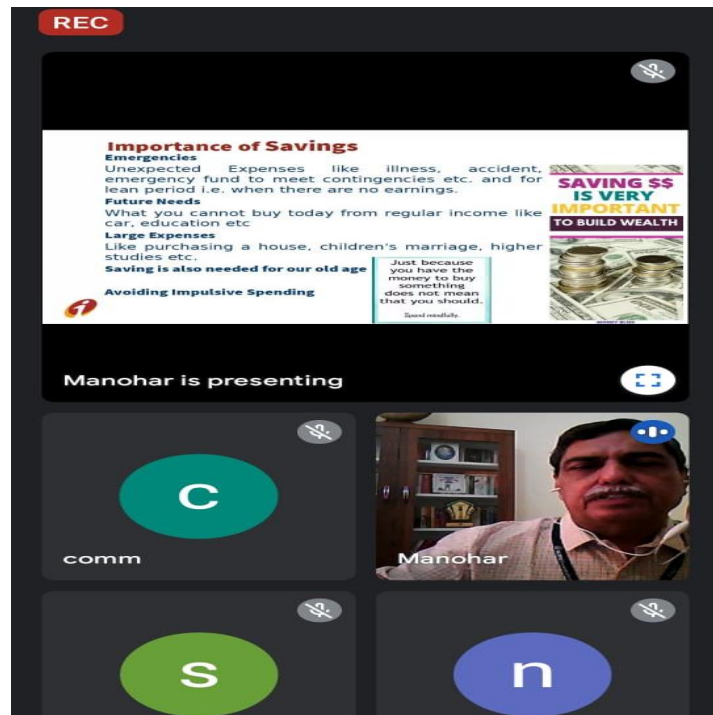 REC
Importance of Savings
Emergencies
Unexpected Expenses like illness, accident,
emergency fund to meet contingencies etc. and for
lean period i.e. when there are no earnings.
Future Needs
What you cannot buy today from regular income like
car, education etc
Large Expenses
Like purchasing a house, children's marriage, higher
studies etc.
Saving is also needed for our old age
Avoiding Impulsive Spending
Just because
you have the
money to buy
something
does not mean
that you should.
Spend mindfully.
SAVING $$
IS VERY
IMPORTANT
TO BUILD WEALTH
Manohar is presenting
C
comm
Manohar
S
n